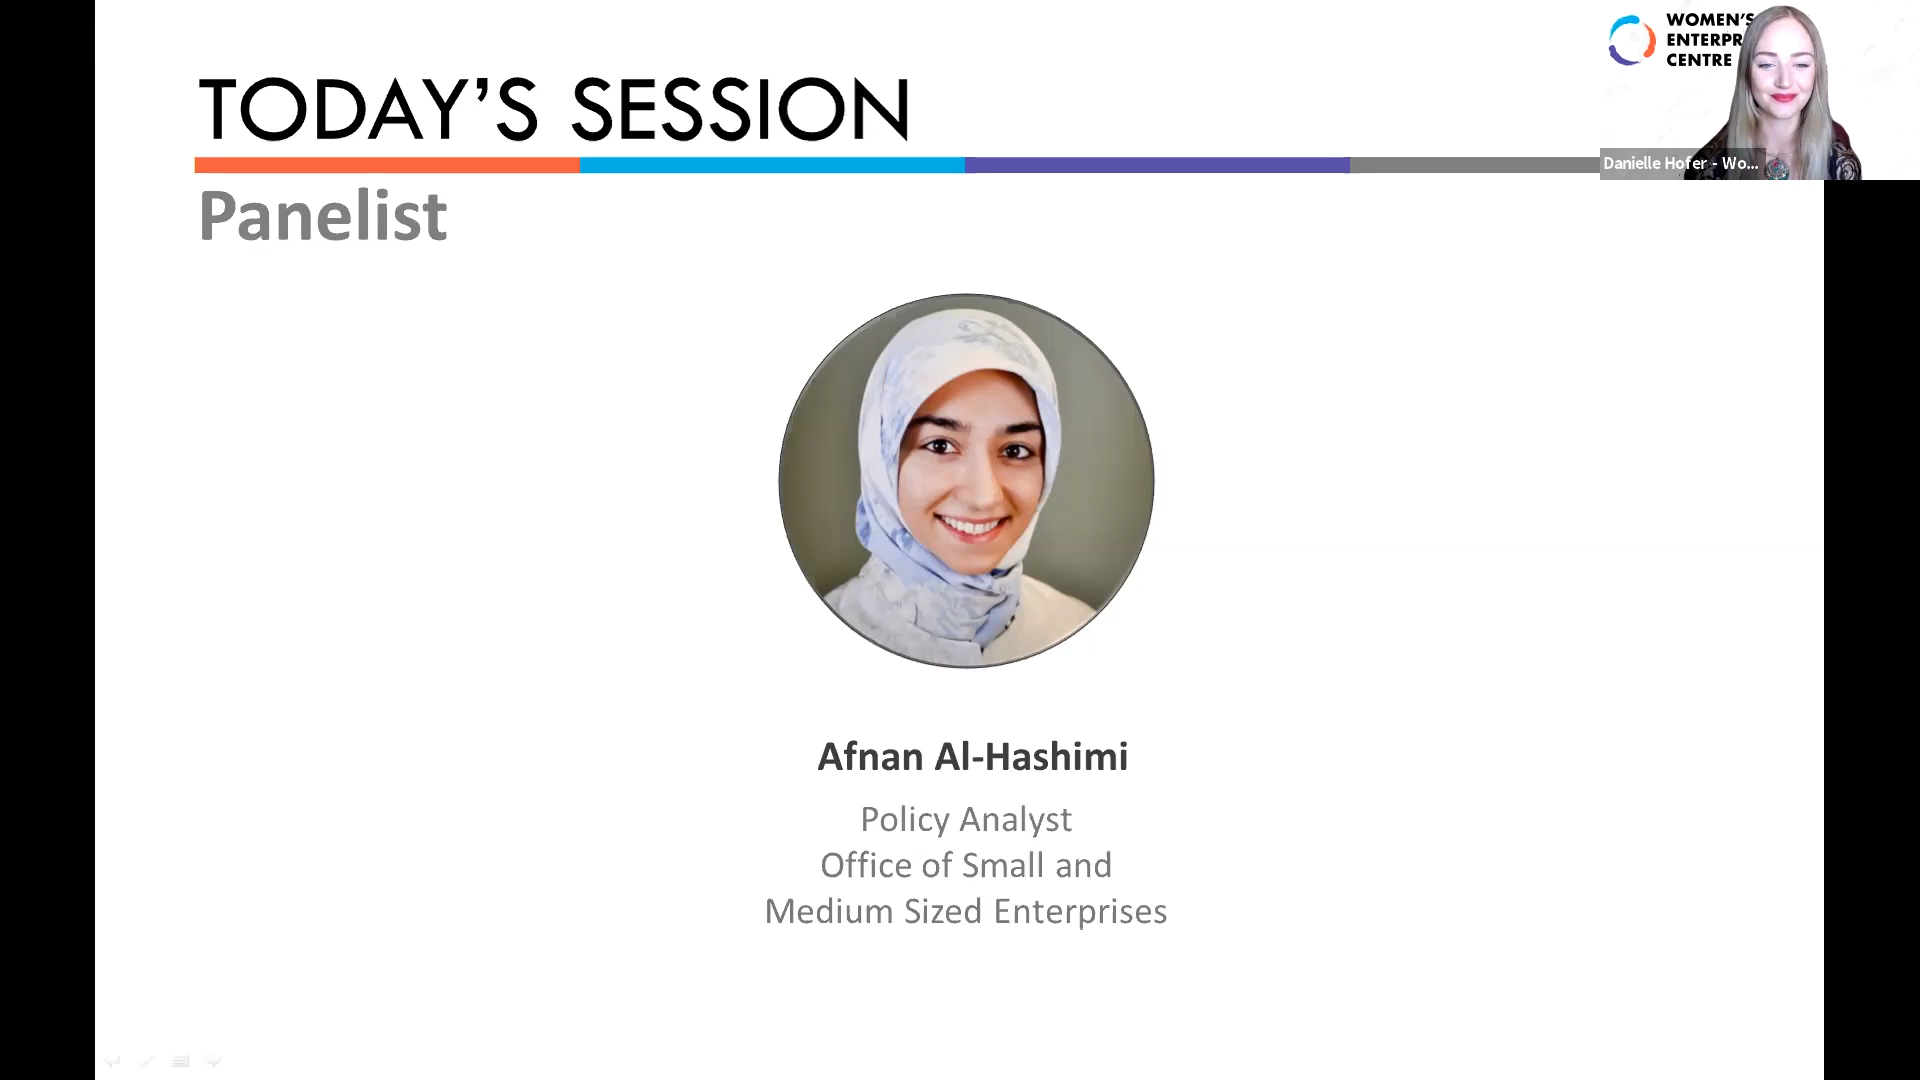 TODAY’S SESSION
Panelist
Afnan Al-Hashimi
Policy Analyst
Office of Small and
Medium Sized Enterprises
WOMEN'S
ENTERPR
CENTRE
Danielle Hofer - Wo...